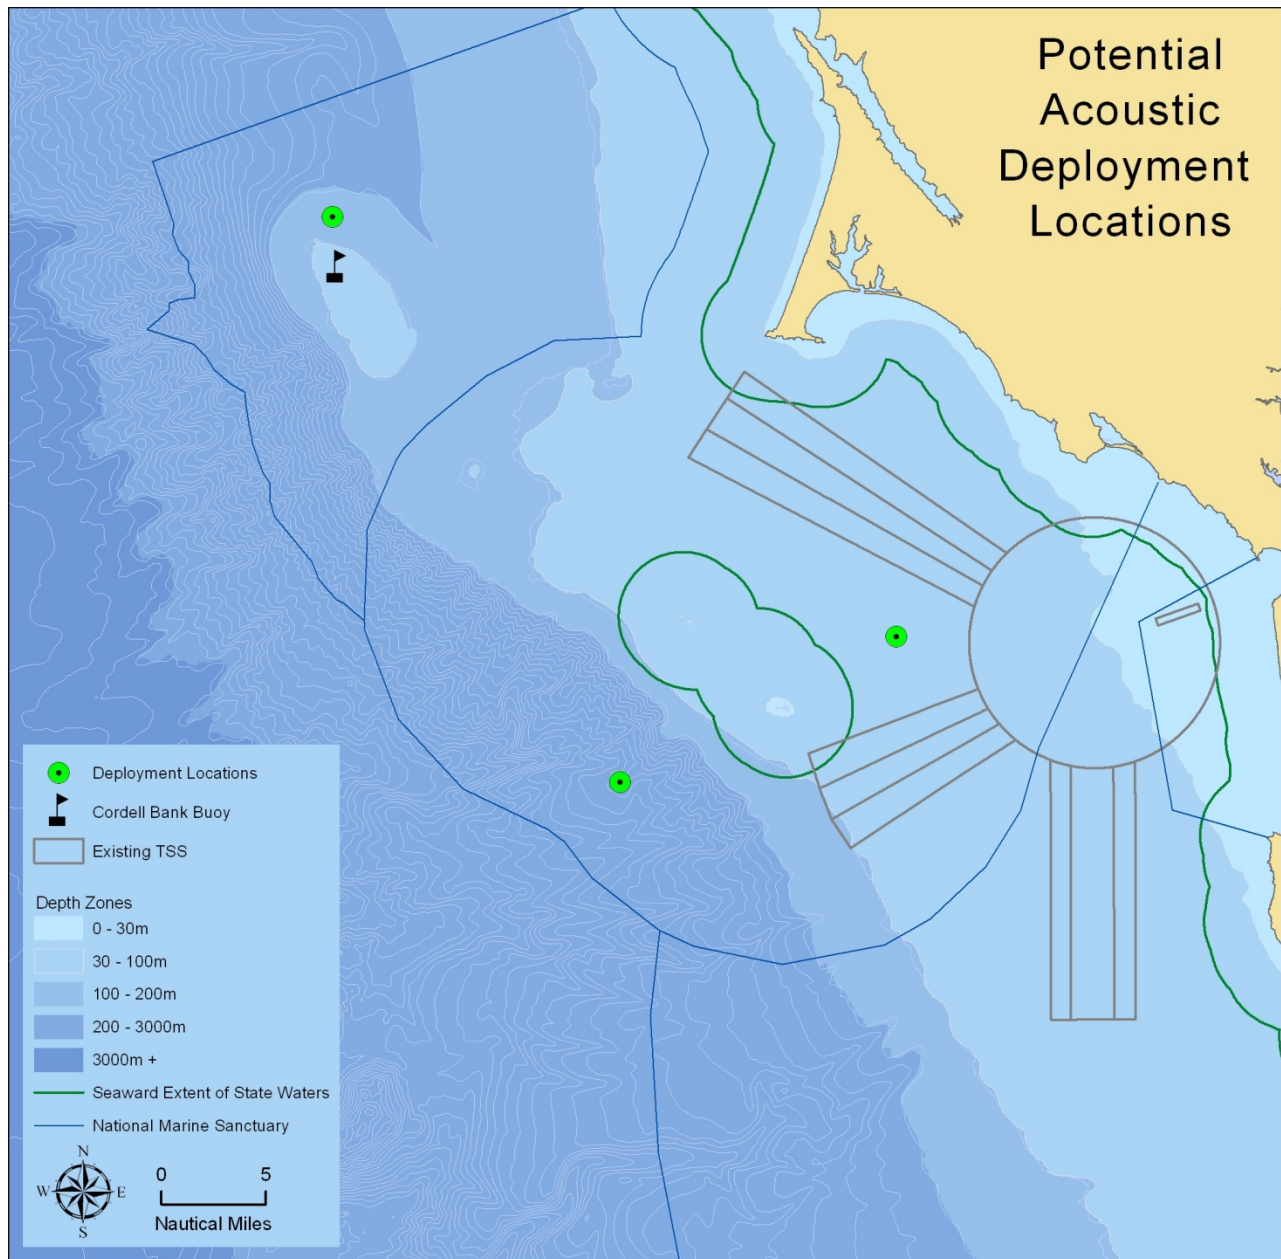 Potential
Acoustic
Deployment
Locations
Deployment Locations
Cordell Bank Buoy
Existing TSS
Depth Zones
0 - 30m
30 - 100m
100 - 200m
200 - 3000m
3000m +
Seaward Extent of State Waters
National Marine Sanctuary
N
W E
S
0 5
Nautical Miles